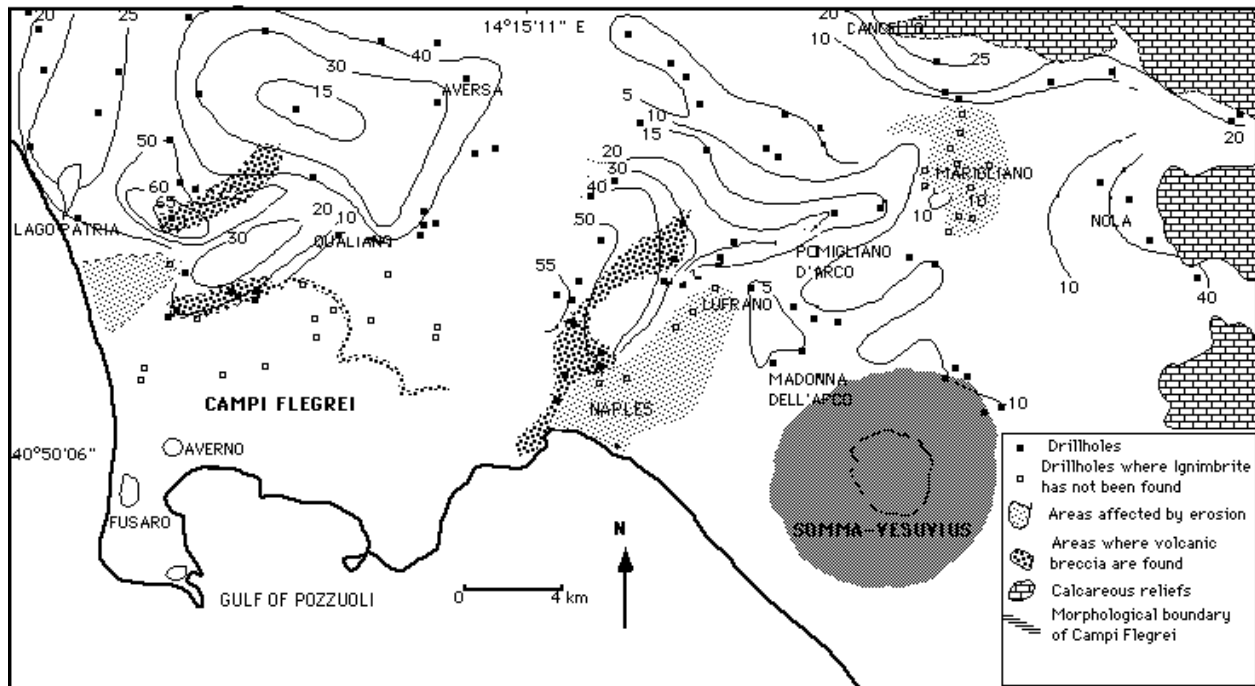 14°15'11" E
20
25
20
10
CANCELLO
40
30
15
AVERSA
5
10
15
25
20
50
20
30
40
60
65
MARIGLIANO
10
10
20
10
30
LAGO PATRIA
QUALIANO
50
POMIGLIANO
D'ARCO
NOLA
55
5
5
LUFRANO
10
40
MADONNA
DELL'ARCO
CAMPI FLEGREI
NAPLES
10
40°50'06"
AVERNO
FUSARO
SOMMA-VESUVIUS
N
GULF OF POZZUOLI
0
4 km
Drillholes
Drillholes where Ignimbrite
has not been found
Areas affected by erosion
Areas where volcanic
breccia are found
Calcareous reliefs
Morphological boundary
of Campi Flegrei